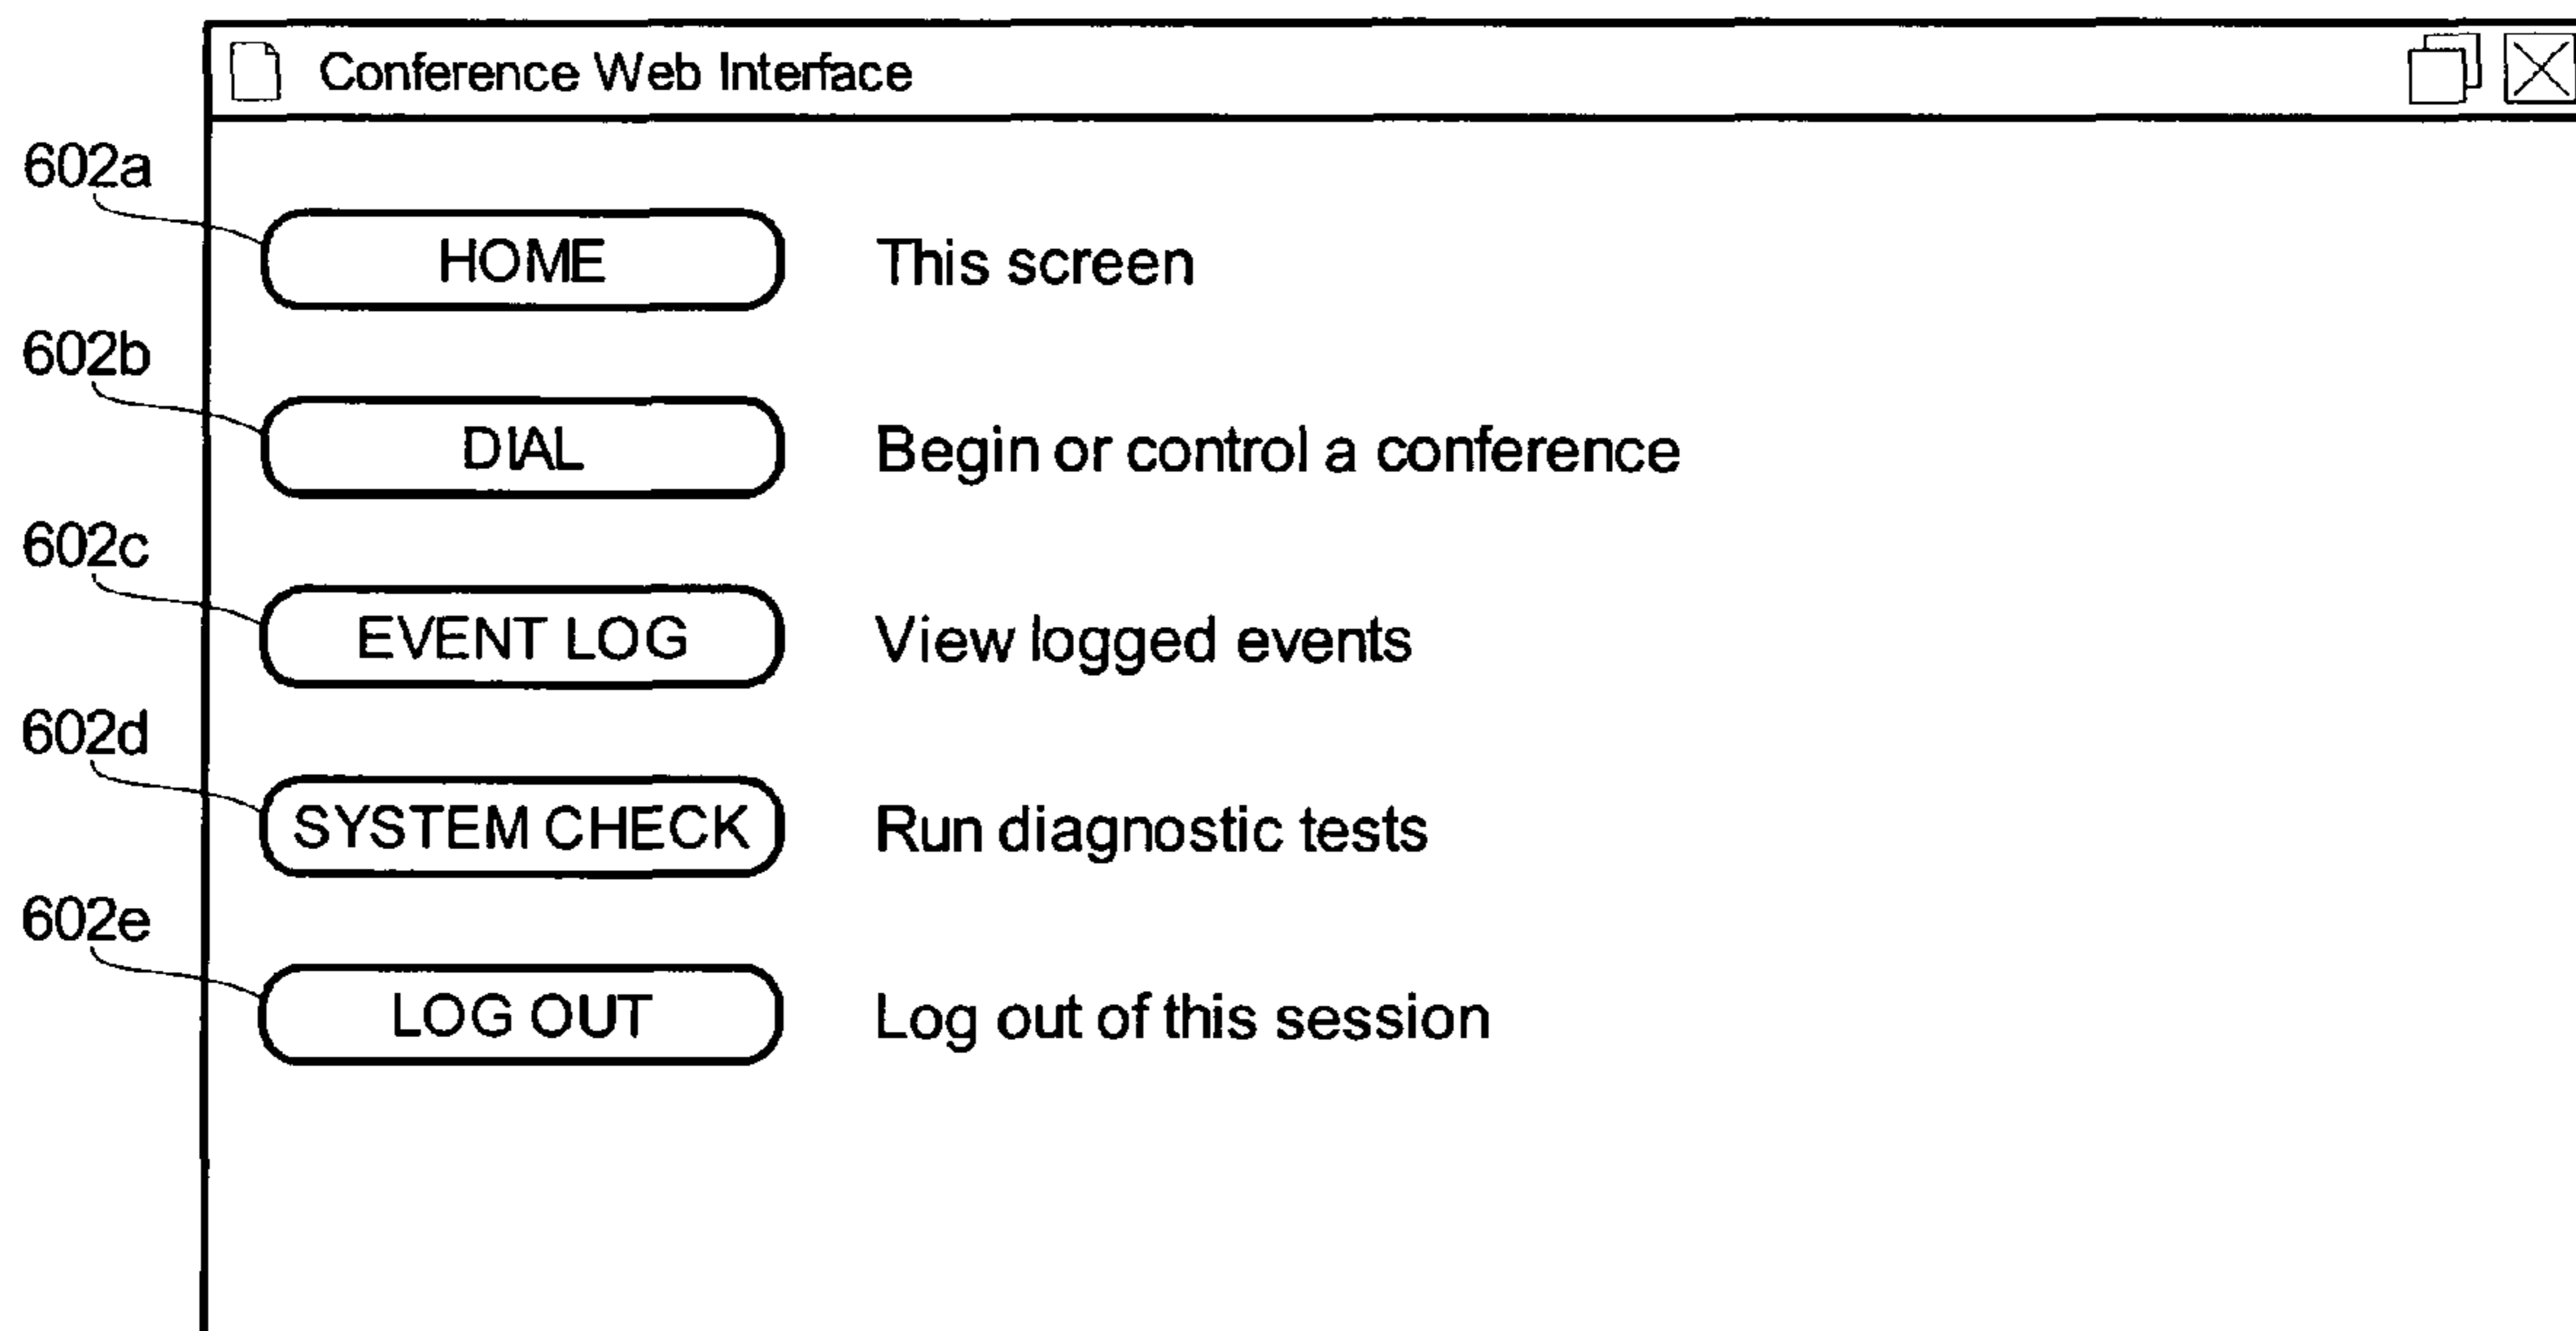 Conference Web Interface
602a
HOME This screen
602b
DIAL Begin or control a conference
602c
EVENT LOG View logged events
602d
SYSTEM CHECK Run diagnostic tests
602e
LOG OUT Log out of this session